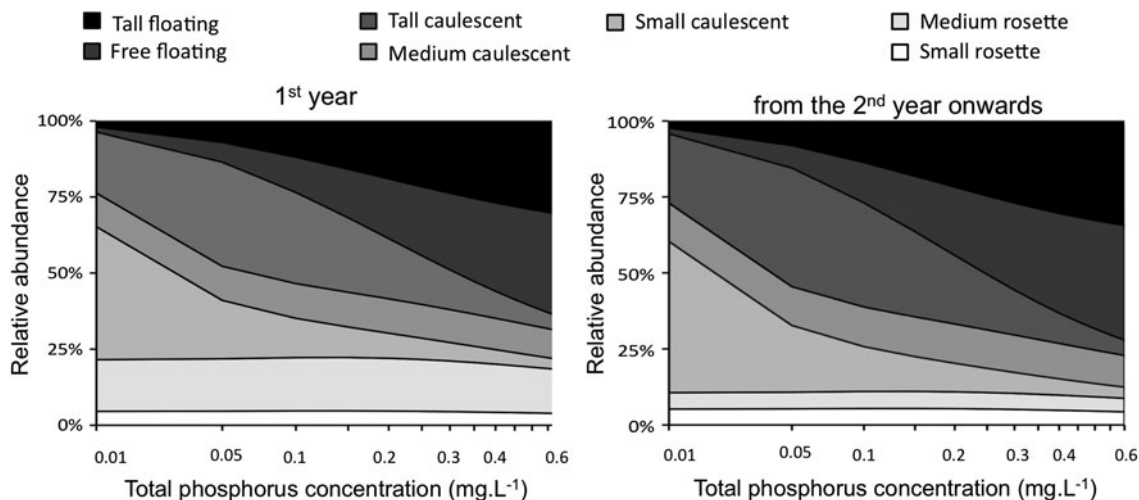 Tall floating
Tall caulescent
Small caulescent
Medium rosette
Free floating
Medium caulescent
Small rosette
1st year
from the 2nd year onwards
100%
75%
50%
25%
0%
Relative abundance
0.01
0.05
0.1
0.2
0.3
0.4
0.6
Total phosphorus concentration (mg.L-1)
100%
75%
50%
25%
0%
Relative abundance
0.01
0.05
0.1
0.2
0.3
0.4
0.6
Total phosphorus concentration (mg.L-1)